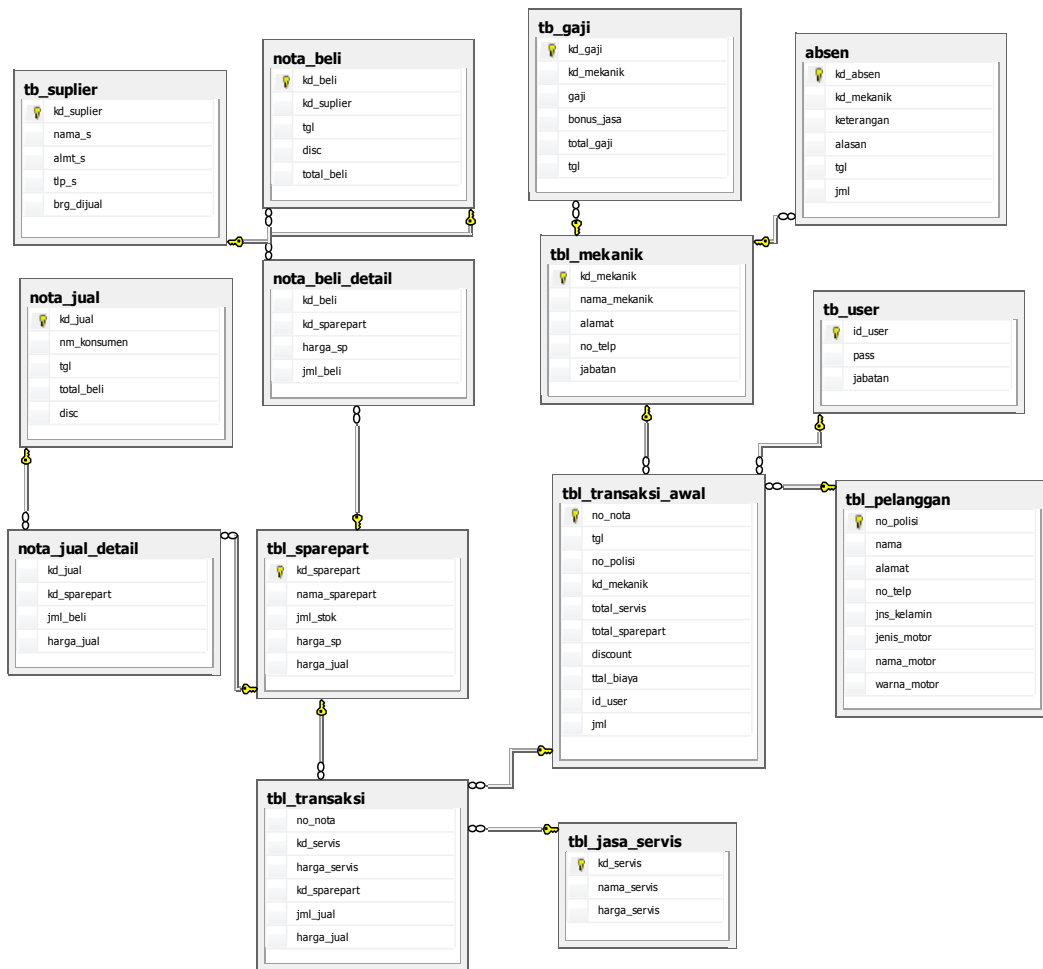 tb_suplier
kd_suplier
nama_s
almt_s
tlp_s
brg_dijual
nota_beli
kd_beli
kd_suplier
tgl
disc
total_beli
tb_gaji
kd_gaji
kd_mekanik
gaji
bonus_jasa
total_gaji
tgl
absen
kd_absen
kd_mekanik
keterangan
alasan
tgl
jml
nota_jual
kd_jual
nm_konsumen
tgl
total_beli
disc
nota_beli_detail
kd_beli
kd_sparepart
harga_sp
jml_beli
tbl_mekanik
kd_mekanik
nama_mekanik
alamat
no_telp
jabatan
tb_user
id_user
pass
jabatan
nota_jual_detail
kd_jual
kd_sparepart
jml_beli
harga_jual
tbl_sparepart
kd_sparepart
nama_sparepart
jml_stok
harga_sp
harga_jual
tbl_transaksi_awal
no_nota
tgl
no_polisi
kd_mekanik
total_servis
total_sparepart
discount
ttal_biaya
id_user
jml
tbl_pelanggan
no_polisi
nama
alamat
no_telp
jns_kelamin
jenis_motor
nama_motor
warna_motor
tbl_transaksi
no_nota
kd_servis
harga_servis
kd_sparepart
jml_jual
harga_jual
tbl_jasa_servis
kd_servis
nama_servis
harga_servis